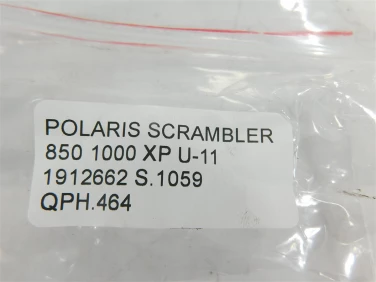 POLARIS SCRAMBLER
850 1000 XP U-11
1912662 S.1059
QPH.464